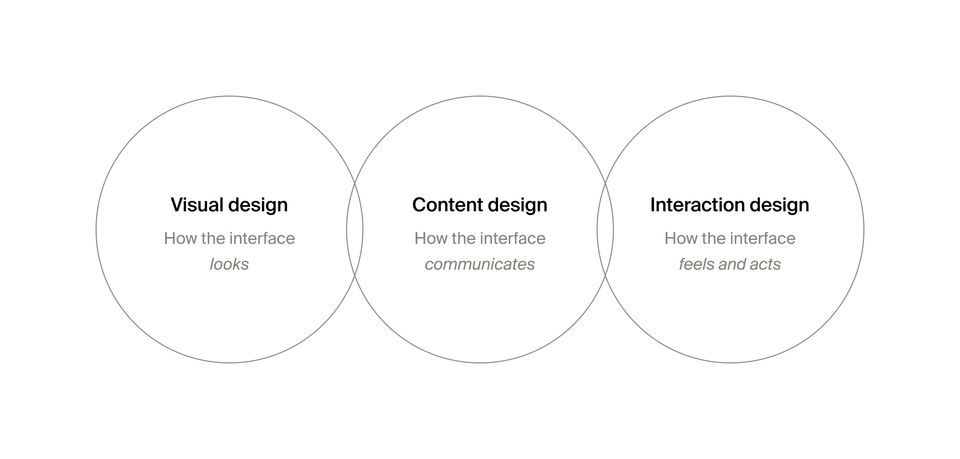 Visual design
How the interface
looks
Content design
How the interface
communicates
Interaction design
How the interface
feels and acts